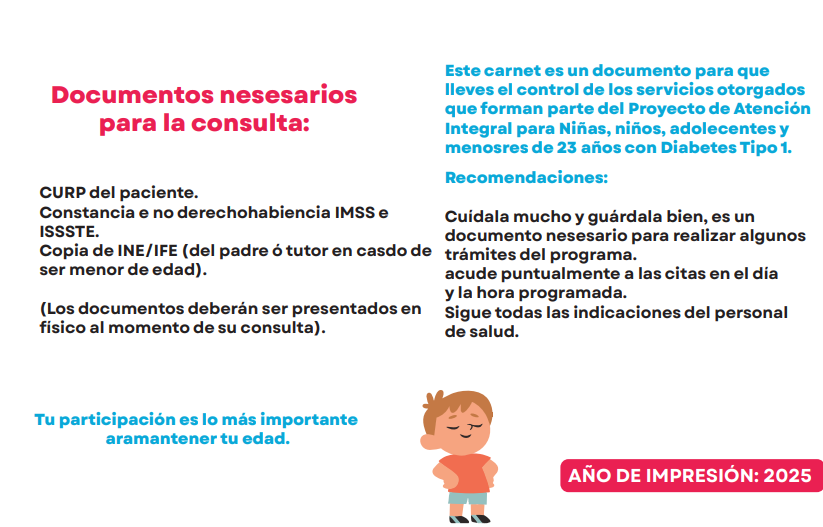 Documentos nesesarios
para la consulta:
CURP del paciente.
Constancia e no derechohabiencia IMSS e
ISSSTE.
Copia de INE/IFE (del padre ó tutor en casdo de
ser menor de edad).
(Los documentos deberán ser presentados en
físico al momento de su consulta).
Tu participación es lo más importante
aramantener tu edad.
Este carnet es un documento para que
lleves el control de los servicios otorgados
que forman parte del Proyecto de Atención
Integral para Niñas, niños, adolecentes y
menosres de 23 años con Diabetes Tipo 1.
Recomendaciones:
Cuídala mucho y guárdala bien, es un
documento nesesario para realizar algunos
trámites del programa.
acude puntualmente a las citas en el día
y la hora programada.
Sigue todas las indicaciones del personal
de salud.
AÑO DE IMPRESIÓN: 2025